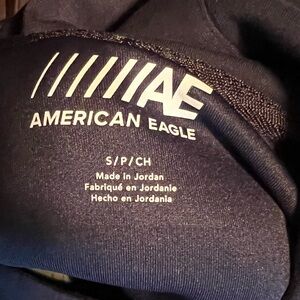 AE
AMERICAN EAGLE
S/P/CH
Made in Jordan
Fabriqué en Jordanie
Hecho en Jordania